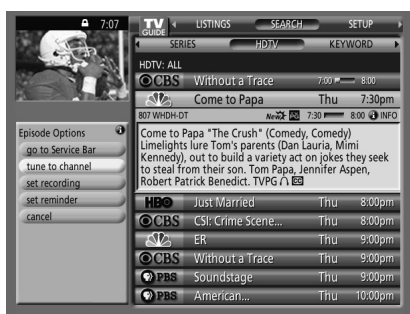 7:07
TV GUIDE LISTINGS SEARCH SETUP
SERIES HDTV KEYWORD
HDTV: ALL
CBS Without a Trace 7:00 8:00
Come to Papa Thu 7:30pm
807 WHDH-DT New PG 7:30 8:00 INFO
Episode Options
go to Service Bar
tune to channel
set recording
set reminder
cancel
Come to Papa "The Crush" (Comedy, Comedy)
Limelights lure Tom's parents (Dan Lauria, Mimi
Kennedy), out to build a variety act on jokes they seek
to steal from their son. Tom Papa, Jennifer Aspen,
Robert Patrick Benedict. TVPG CC
HBO Just Married Thu 8:00pm
CBS CSI: Crime Scene... Thu 9:00pm
ER Thu 9:00pm
CBS Without a Trace Thu 9:00pm
PBS Soundstage Thu 9:00pm
PBS American... Thu 10:00pm